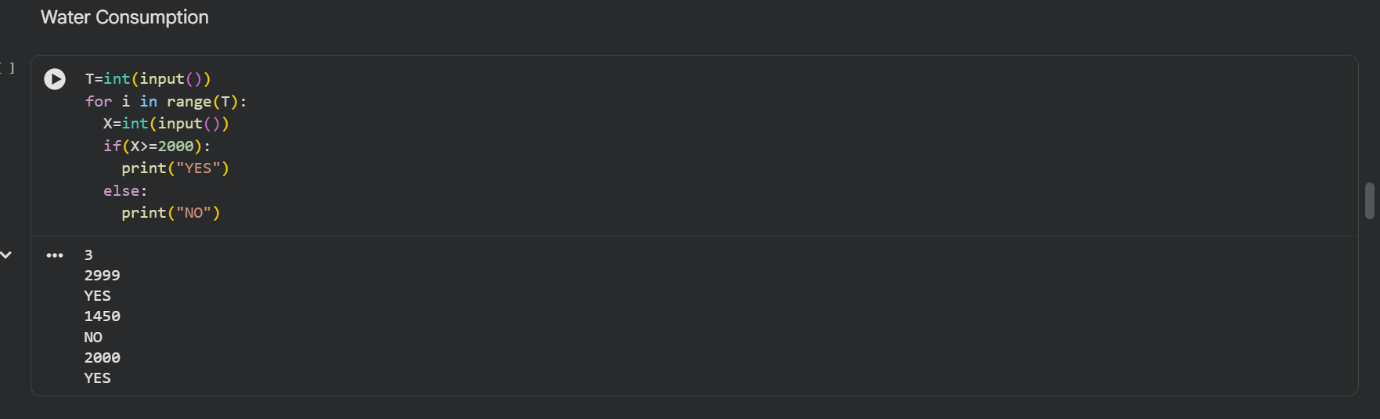 Water Consumption
[ ]
T=int(input())
for i in range(T):
  X=int(input())
  if(X>=2000):
    print("YES")
  else:
    print("NO")
3
2999
YES
1450
NO
2000
YES